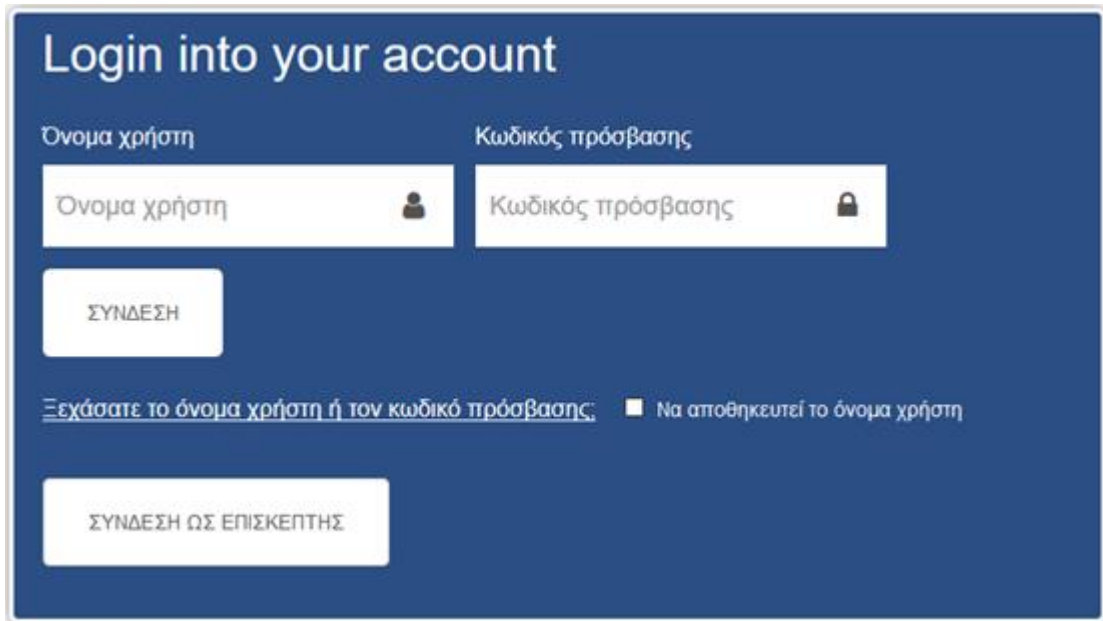 Login into your account
Όνομα χρήστη Κωδικός πρόσβασης
Όνομα χρήστη Κωδικός πρόσβασης
ΣΥΝΔΕΣΗ
Ξεχάσατε το όνομα χρήστη ή τον κωδικό πρόσβασης; Να αποθηκευτεί το όνομα χρήστη
ΣΥΝΔΕΣΗ ΩΣ ΕΠΙΣΚΕΠΤΗΣ